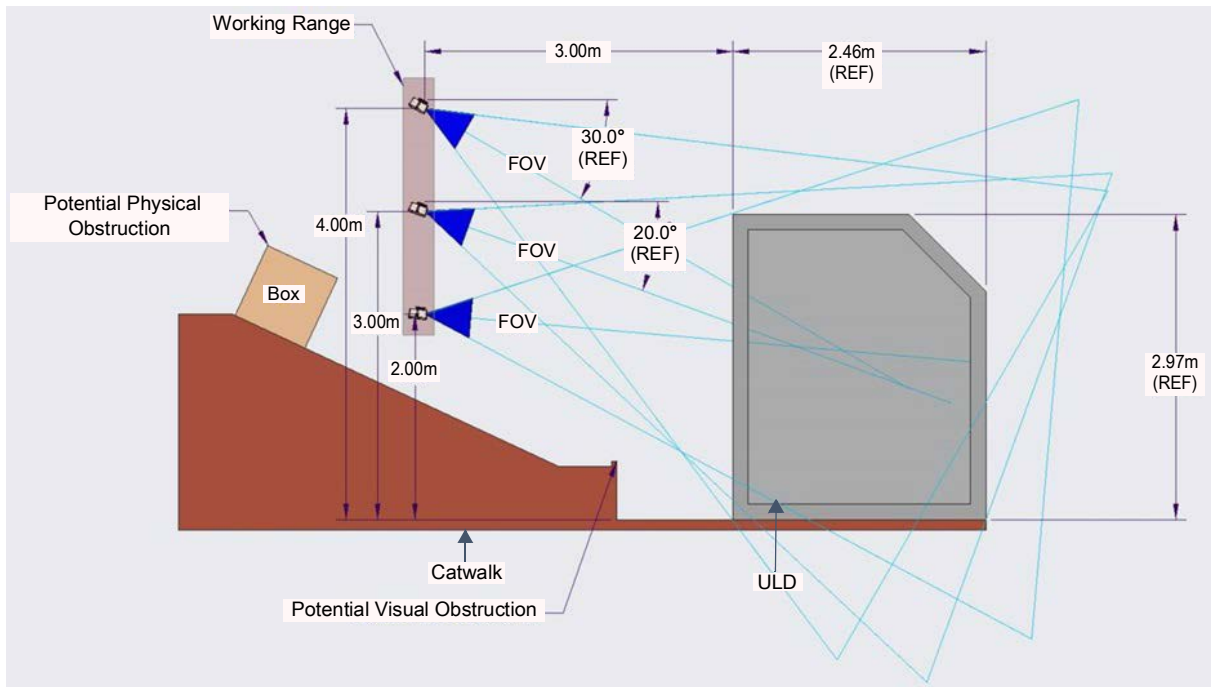 Working Range
3.00m
2.46m
(REF)
30.0°
(REF)
FOV
Potential Physical
Obstruction
4.00m
20.0°
(REF)
FOV
Box
3.00m
FOV
2.00m
2.97m
(REF)
Catwalk
ULD
Potential Visual Obstruction